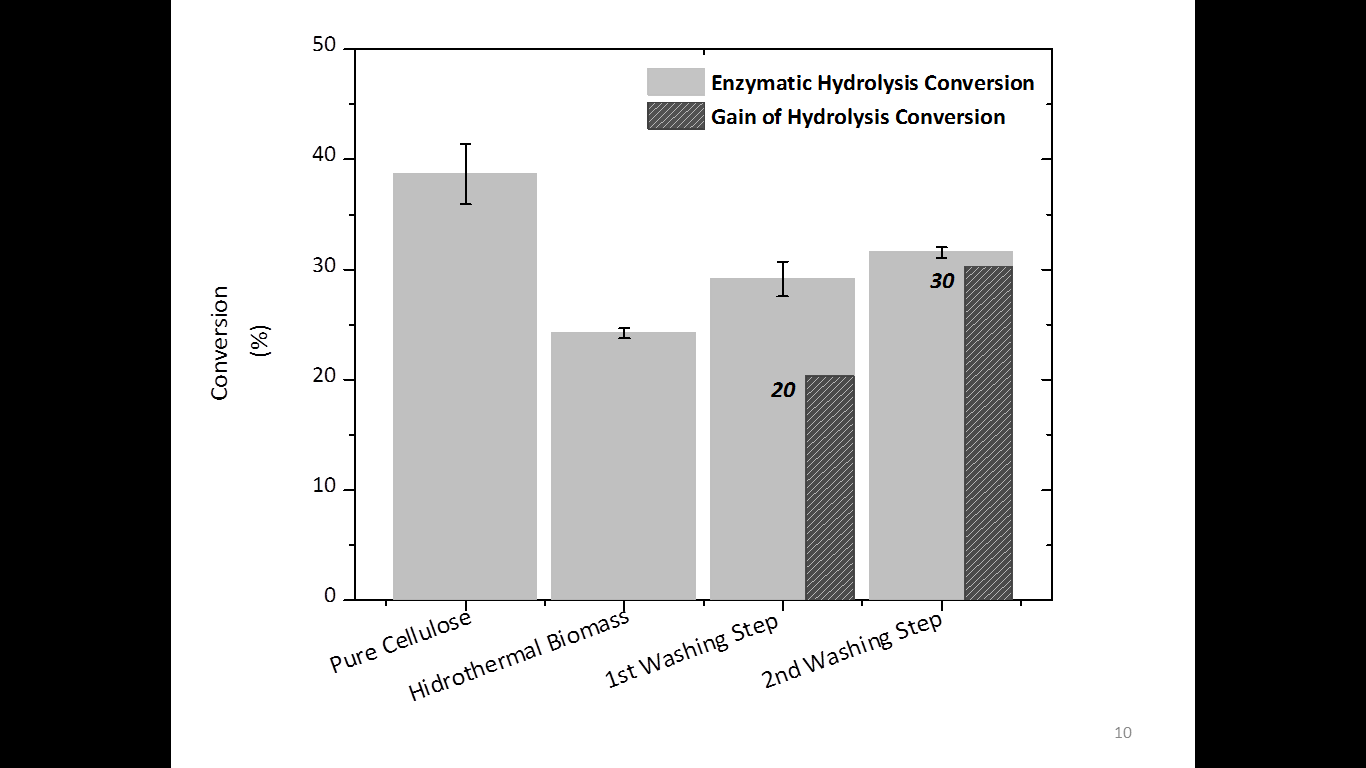 50
40
30
20
10
0
Conversion
(%)
Enzymatic Hydrolysis Conversion
Gain of Hydrolysis Conversion
20
30
Pure Cellulose
Hidrothermal Biomass
1st Washing Step
2nd Washing Step
10